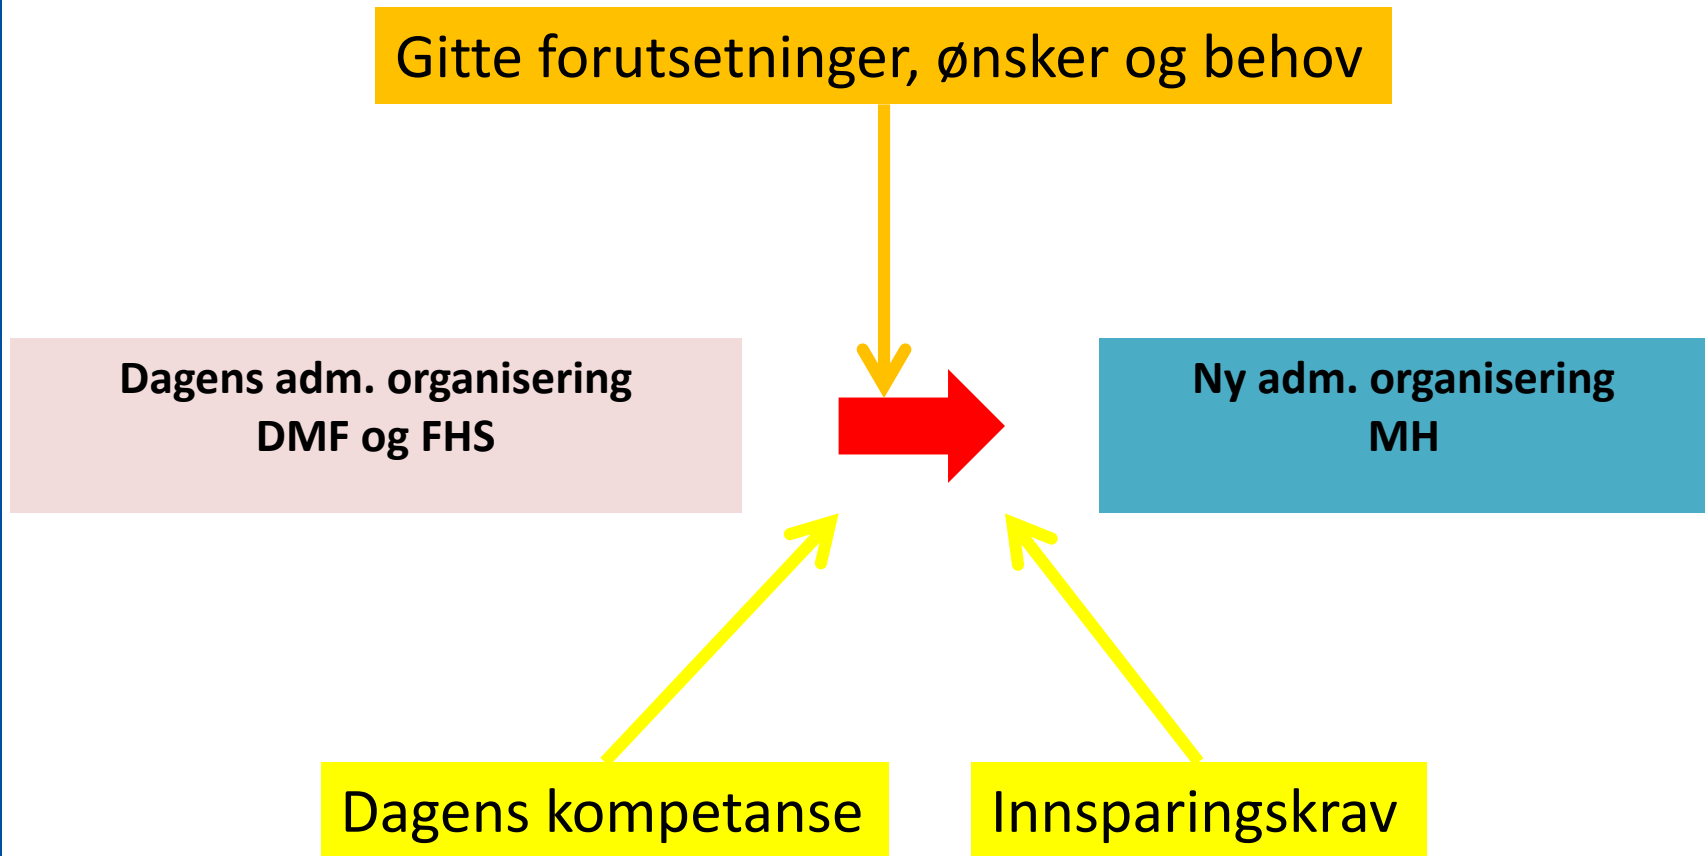 Gitte forutsetninger, ønsker og behov
Dagens adm. organisering
DMF og FHS
Ny adm. organisering
MH
Dagens kompetanse
Innsparingskrav